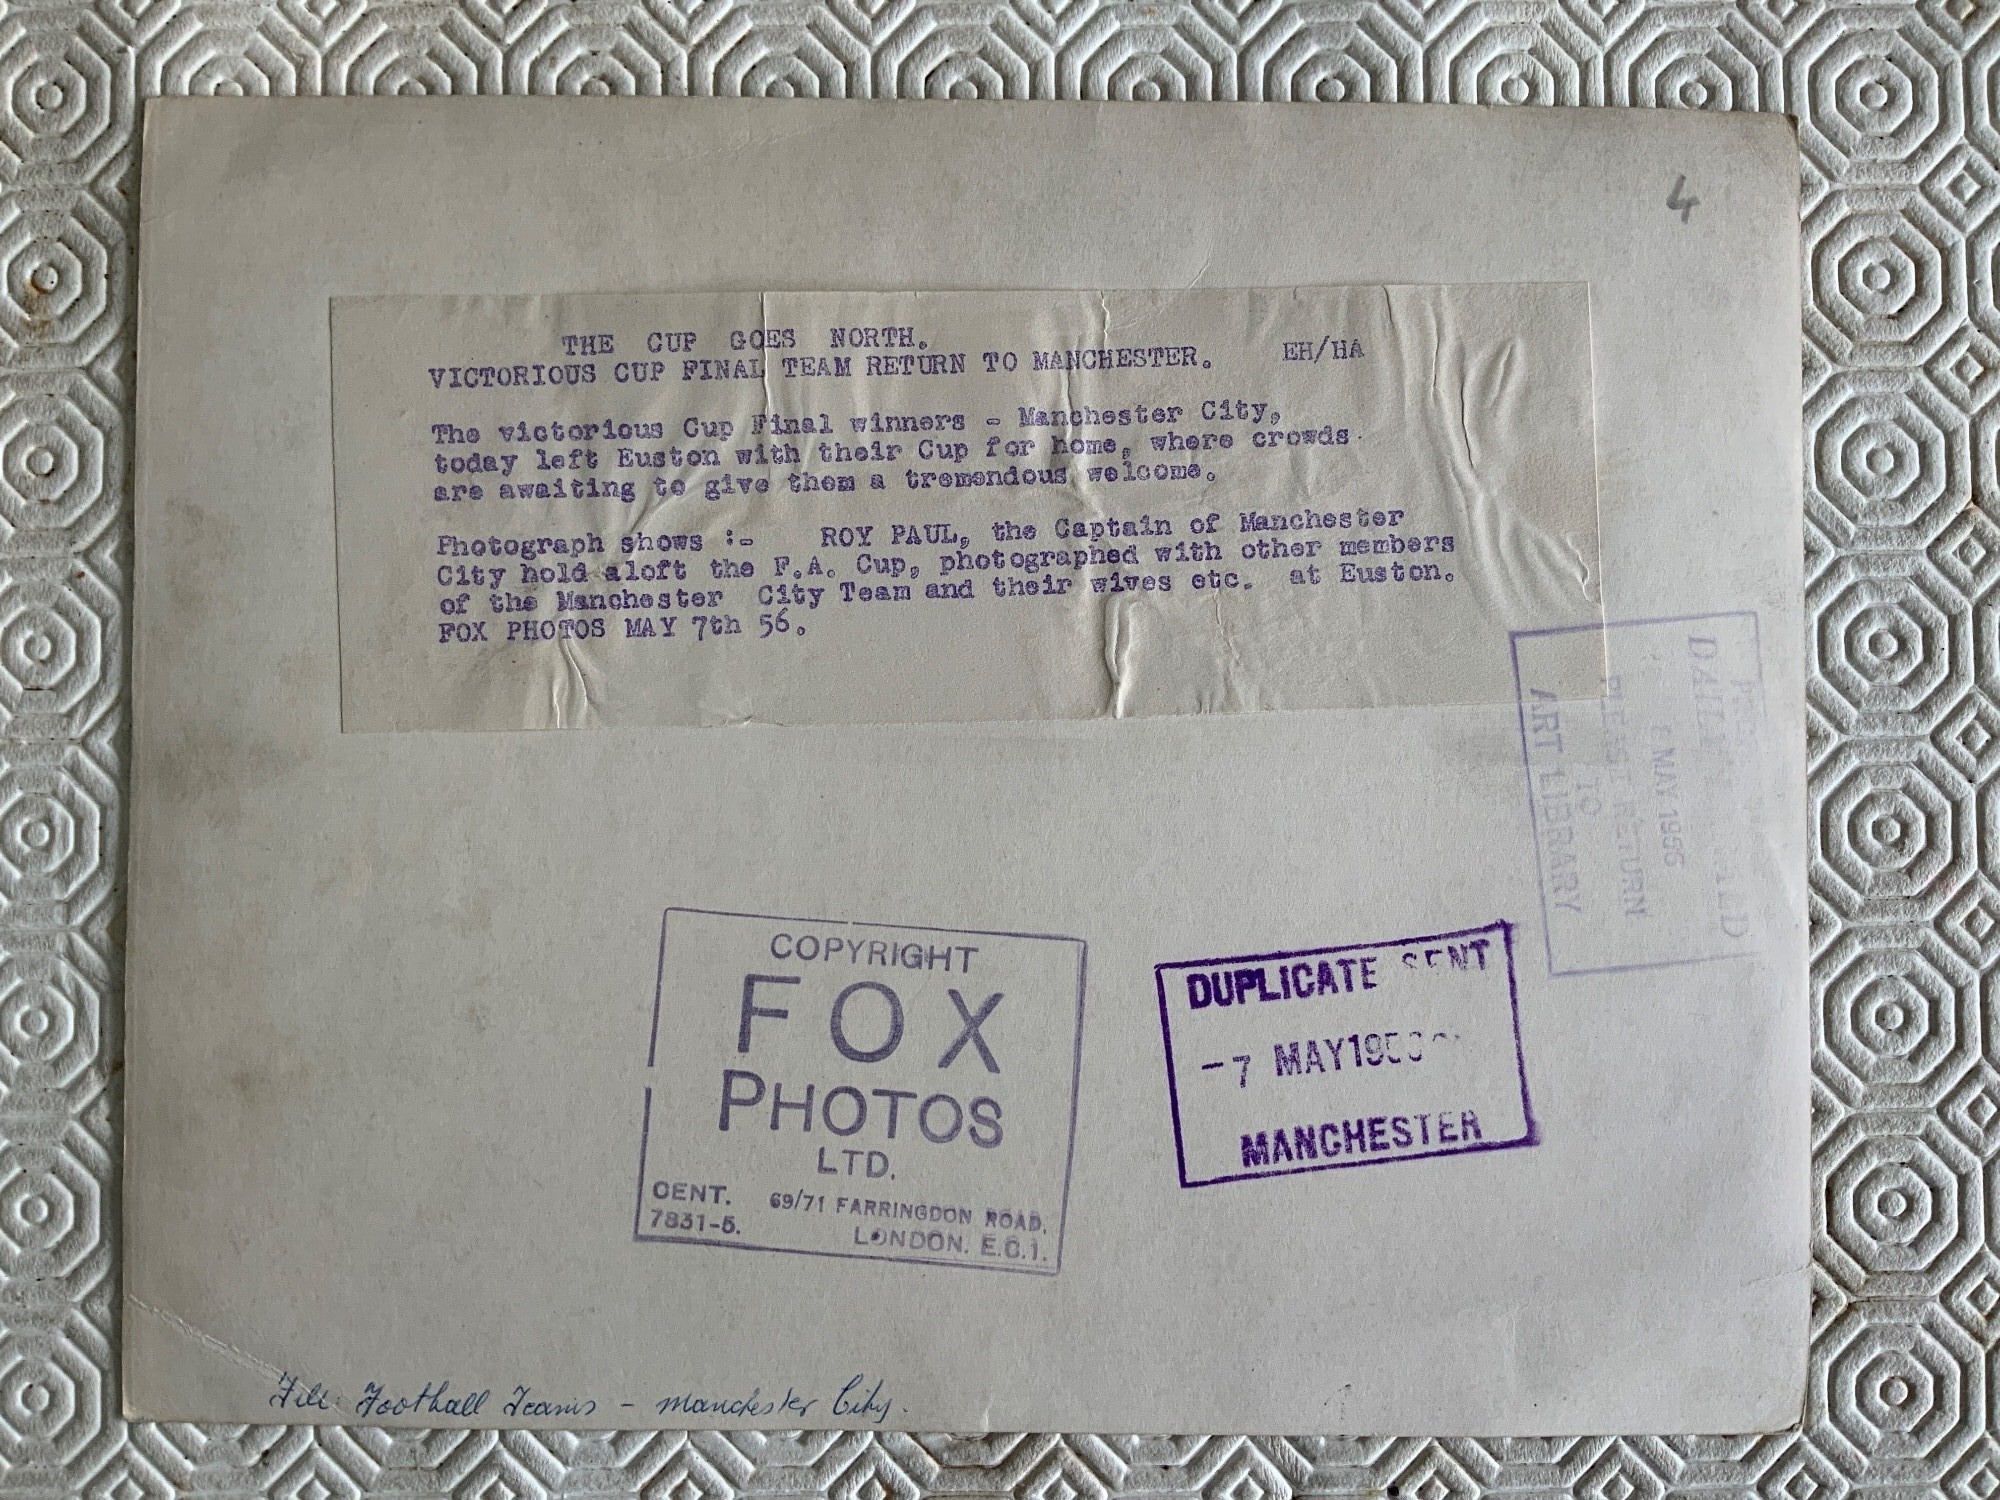 4
THE CUP GOES NORTH.
VICTORIOUS CUP FINAL TEAM RETURN TO MANCHESTER. EH/HA
The victorious Cup Final winners - Manchester City,
today left Euston with their Cup for home, where crowds
are awaiting to give them a tremendous welcome.
Photograph shows :- ROY PAUL, the Captain of Manchester
City hold aloft the F.A. Cup, photographed with other members
of the Manchester City Team and their wives etc. at Euston.
FOX PHOTOS MAY 7th 56.
MAY 195
RETURN
TO
ART LIBRARY
COPYRIGHT
FOX
PHOTOS
LTD.
CENT. 69/71 FARRINGDON ROAD,
7831-5. LONDON. E.C.1.
DUPLICATE SENT
-7 MAY 195
MANCHESTER
File Football Teams - Manchester City.